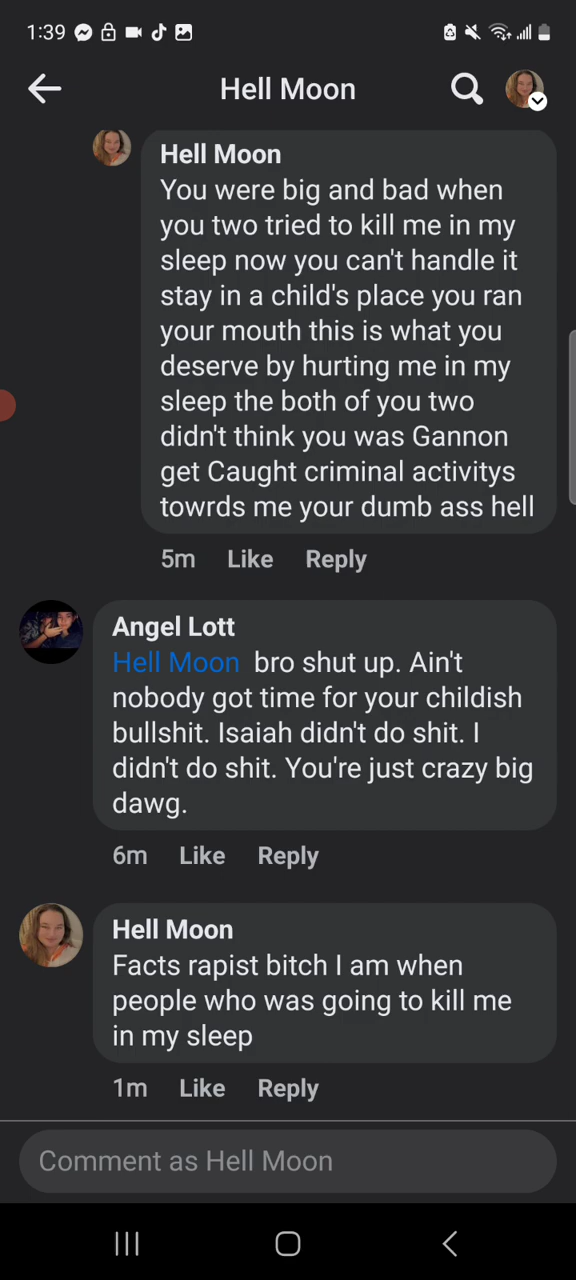 1:39
Hell Moon
Hell Moon
You were big and bad when
you two tried to kill me in my
sleep now you can't handle it
stay in a child's place you ran
your mouth this is what you
deserve by hurting me in my
sleep the both of you two
didn't think you was Gannon
get Caught criminal activitys
towrds me your dumb ass hell
5m Like Reply
Angel Lott
Hell Moon bro shut up. Ain't
nobody got time for your childish
bullshit. Isaiah didn't do shit. I
didn't do shit. You're just crazy big
dawg.
6m Like Reply
Hell Moon
Facts rapist bitch I am when
people who was going to kill me
in my sleep
1m Like Reply
Comment as Hell Moon